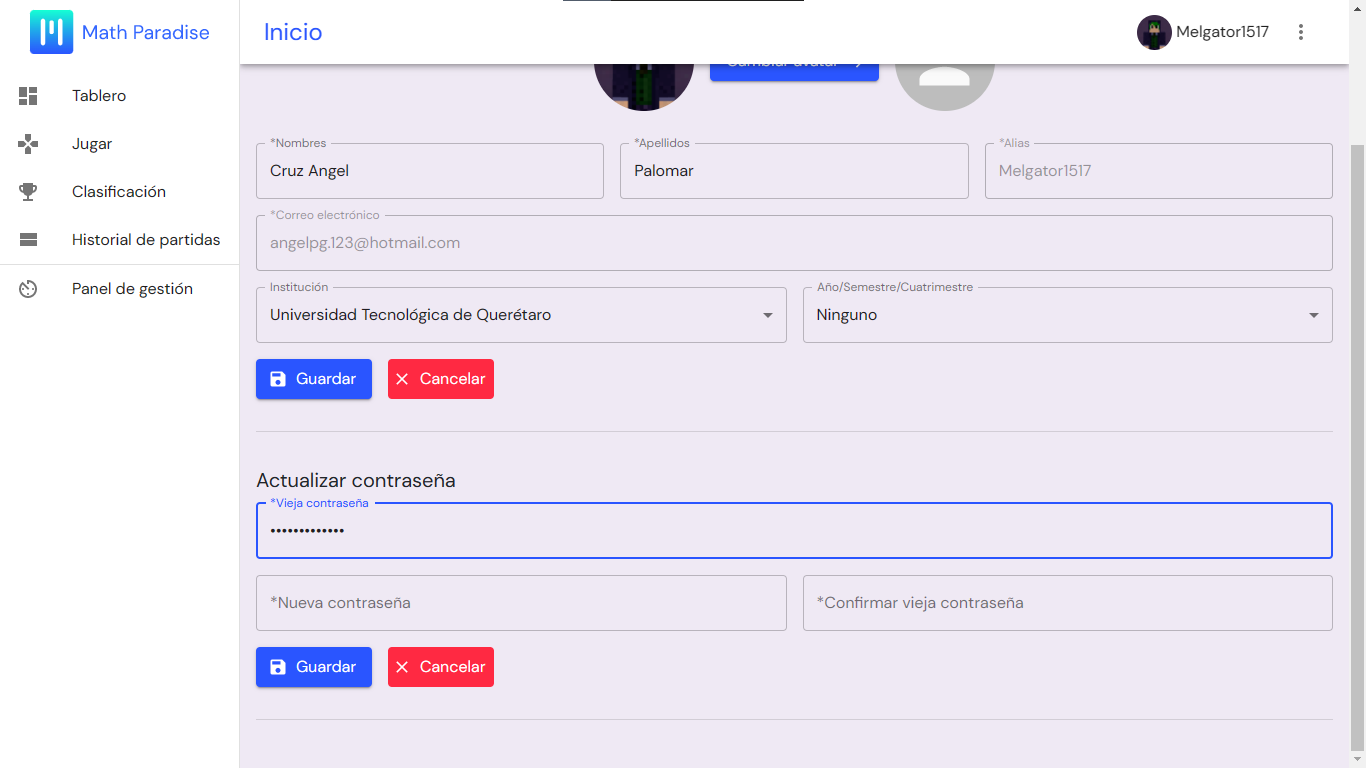 Math Paradise
Inicio
Melgator1517
Tablero
Jugar
Clasificación
Historial de partidas
Panel de gestión
Cambiar avatar
*Nombres
Cruz Angel
*Apellidos
Palomar
*Alias
Melgator1517
*Correo electrónico
angelpg.123@hotmail.com
Institución
Universidad Tecnológica de Querétaro
Año/Semestre/Cuatrimestre
Ninguno
Guardar
Cancelar
Actualizar contraseña
*Vieja contraseña
•••••••••••••
*Nueva contraseña
*Confirmar vieja contraseña
Guardar
Cancelar